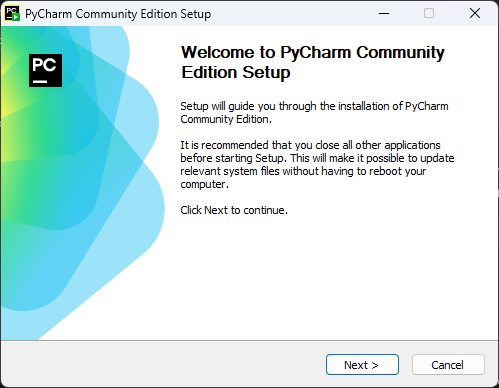 PC
PyCharm Community Edition Setup
PC
Welcome to PyCharm Community
Edition Setup
Setup will guide you through the installation of PyCharm
Community Edition.
It is recommended that you close all other applications
before starting Setup. This will make it possible to update
relevant system files without having to reboot your
computer.
Click Next to continue.
Next >
Cancel